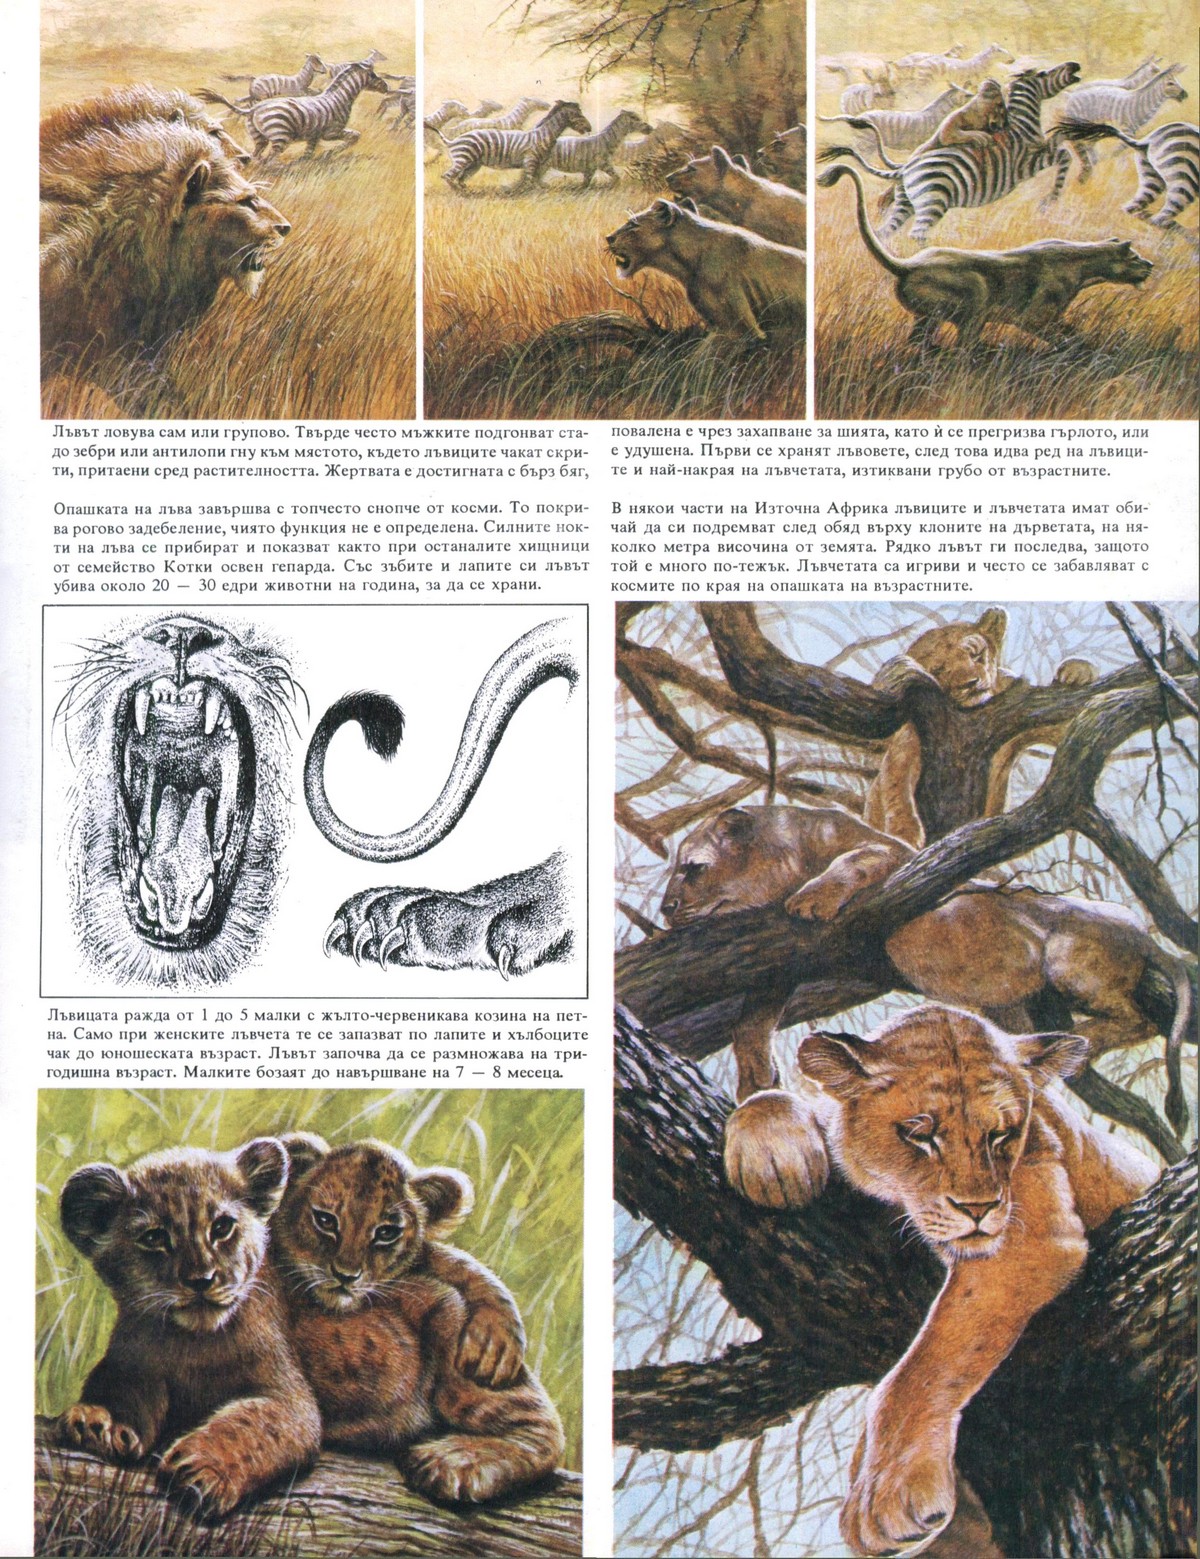 Лъвът ловува сам или групово. Твърде често мъжките подгонват ста-
до зебри или антилопи гну към мястото, където лъвиците чакат скри-
ти, притаени сред растителността. Жертвата е достигната с бърз бяг,
повалена е чрез захапване за шията, като ѝ се прегризва гърлото, или
е удушена. Първи се хранят лъвовете, след това идва ред на лъвици-
те и най-накрая на лъвчетата, изтиквани грубо от възрастните.
Опашката на лъва завършва с топчесто снопче от косми. То покри-
ва рогово задебеление, чиято функция не е определена. Силните нок-
ти на лъва се прибират и показват както при останалите хищници
от семейство Котки освен гепарда. Със зъбите и лапите си лъвът
убива около 20 — 30 едри животни на година, за да се храни.
В някои части на Източна Африка лъвиците и лъвчетата имат оби-
чай да си подремват след обяд върху клоните на дърветата, на ня-
колко метра височина от земята. Рядко лъвът ги последва, защото
той е много по-тежък. Лъвчетата са игриви и често се забавляват с
космите по края на опашката на възрастните.
Лъвицата ражда от 1 до 5 малки с жълто-червеникава козина на пет-
на. Само при женските лъвчета те се запазват по лапите и хълбоците
чак до юношеската възраст. Лъвът започва да се размножава на три-
годишна възраст. Малките бозаят до навършване на 7 — 8 месеца.